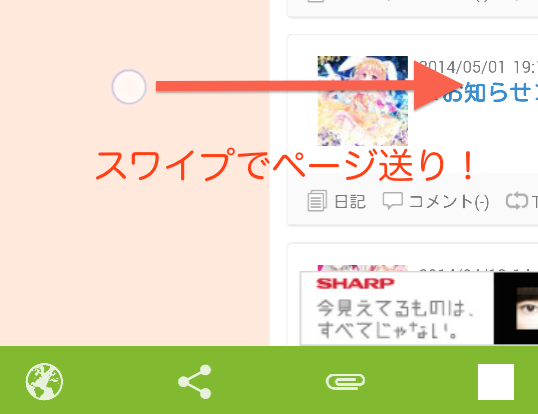 2014/05/01 19:
お知らせ
スワイプでページ送り！
日記
コメント(-)
T
SHARP
今見えてるものは、
すべてじゃない。